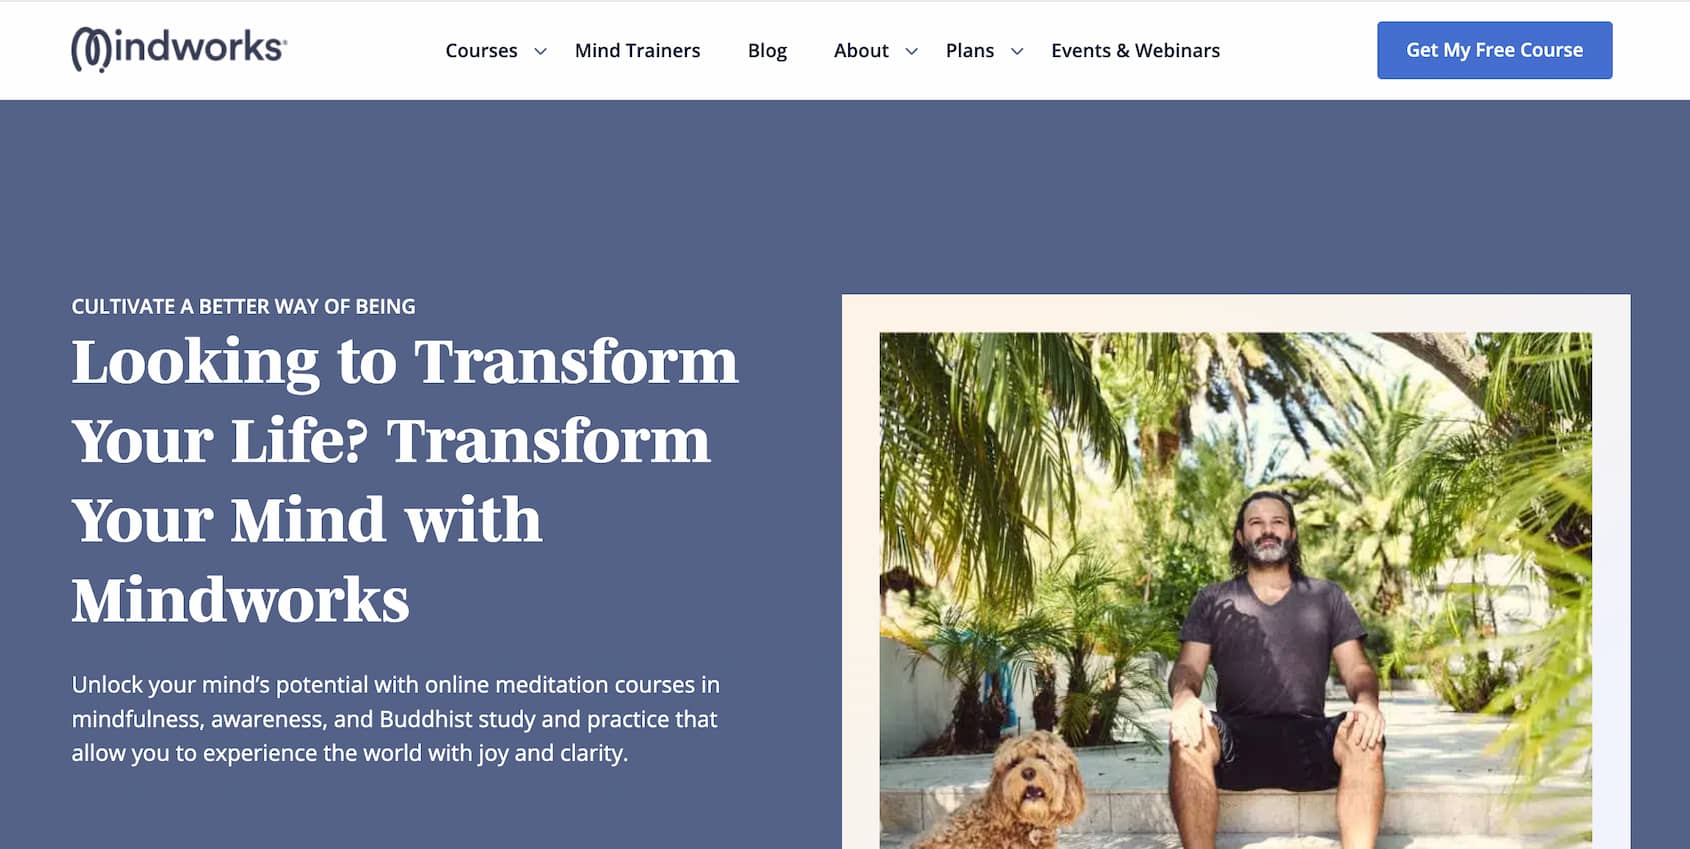 Mindworks
Courses
Mind Trainers
Blog
About
Plans
Events & Webinars
Get My Free Course
CULTIVATE A BETTER WAY OF BEING
Looking to Transform
Your Life? Transform
Your Mind with
Mindworks
Unlock your mind’s potential with online meditation courses in
mindfulness, awareness, and Buddhist study and practice that
allow you to experience the world with joy and clarity.